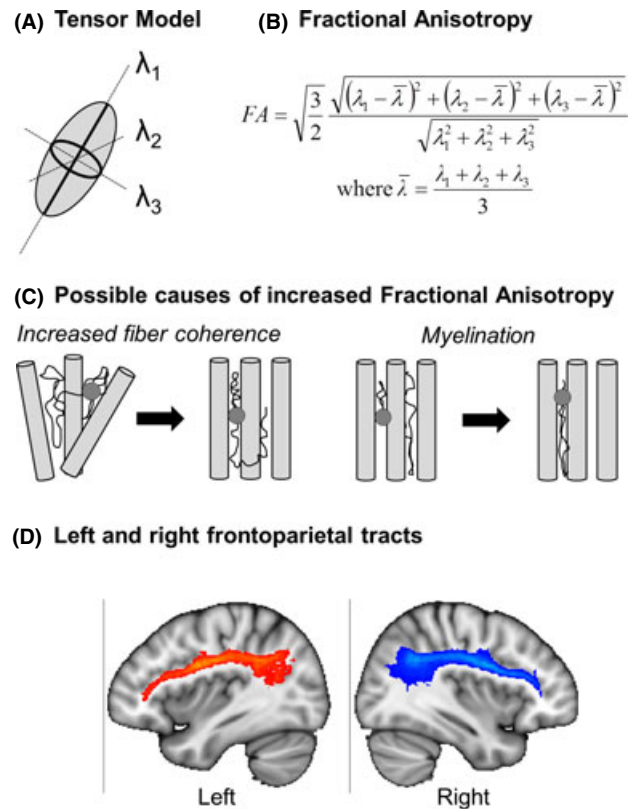 (A) Tensor Model
λ1
λ2
λ3
(B) Fractional Anisotropy
FA = √(3/2) √((λ1 − λ̄)² + (λ2 − λ̄)² + (λ3 − λ̄)²) / √(λ1² + λ2² + λ3²)
where λ̄ = (λ1 + λ2 + λ3) / 3
(C) Possible causes of increased Fractional Anisotropy
Increased fiber coherence
Myelination
(D) Left and right frontoparietal tracts
Left
Right